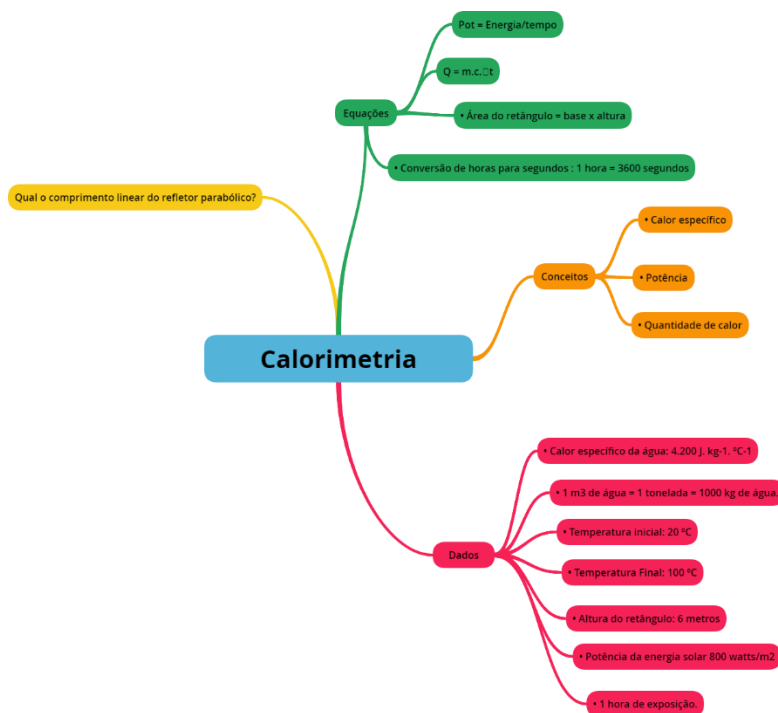 Pot = Energia/tempo
Q = m.c.□t
Equações
• Área do retângulo = base x altura
• Conversão de horas para segundos : 1 hora = 3600 segundos
Qual o comprimento linear do refletor parabólico?
• Calor específico
Conceitos
• Potência
• Quantidade de calor
Calorimetria
• Calor específico da água: 4.200 J. kg-1. ºC-1
• 1 m3 de água = 1 tonelada = 1000 kg de água.
• Temperatura inicial: 20 ºC
Dados
• Temperatura Final: 100 ºC
• Altura do retângulo: 6 metros
• Potência da energia solar 800 watts/m2
• 1 hora de exposição.